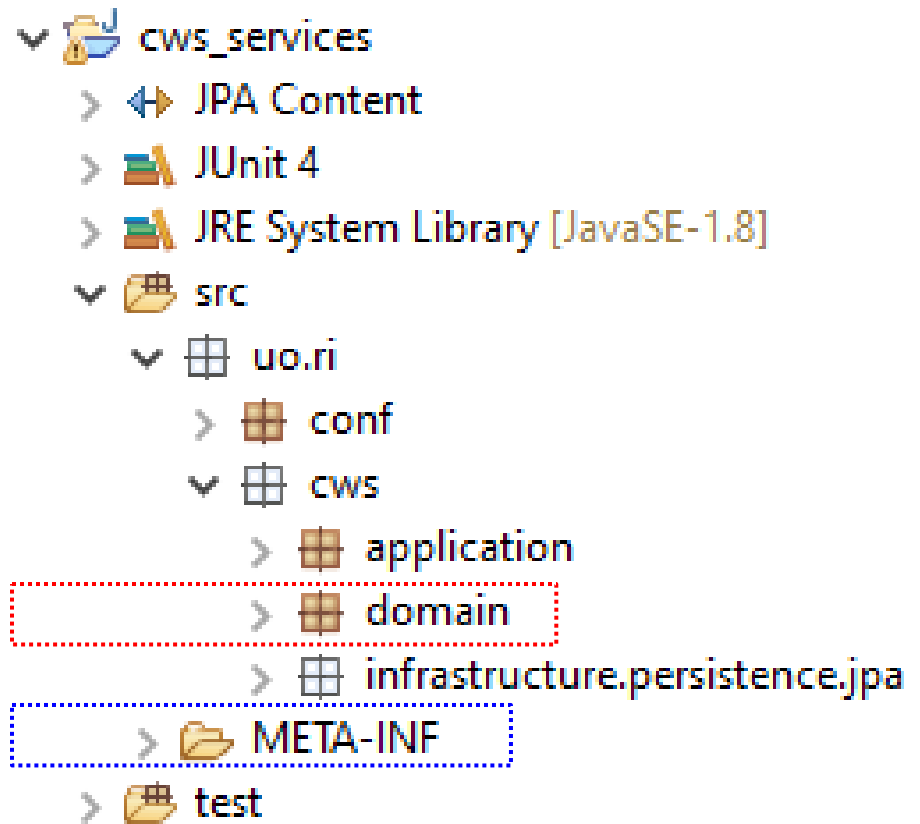 cws_services
JPA Content
JUnit 4
JRE System Library [JavaSE-1.8]
src
uo.ri
conf
cws
application
domain
infrastructure.persistence.jpa
META-INF
test